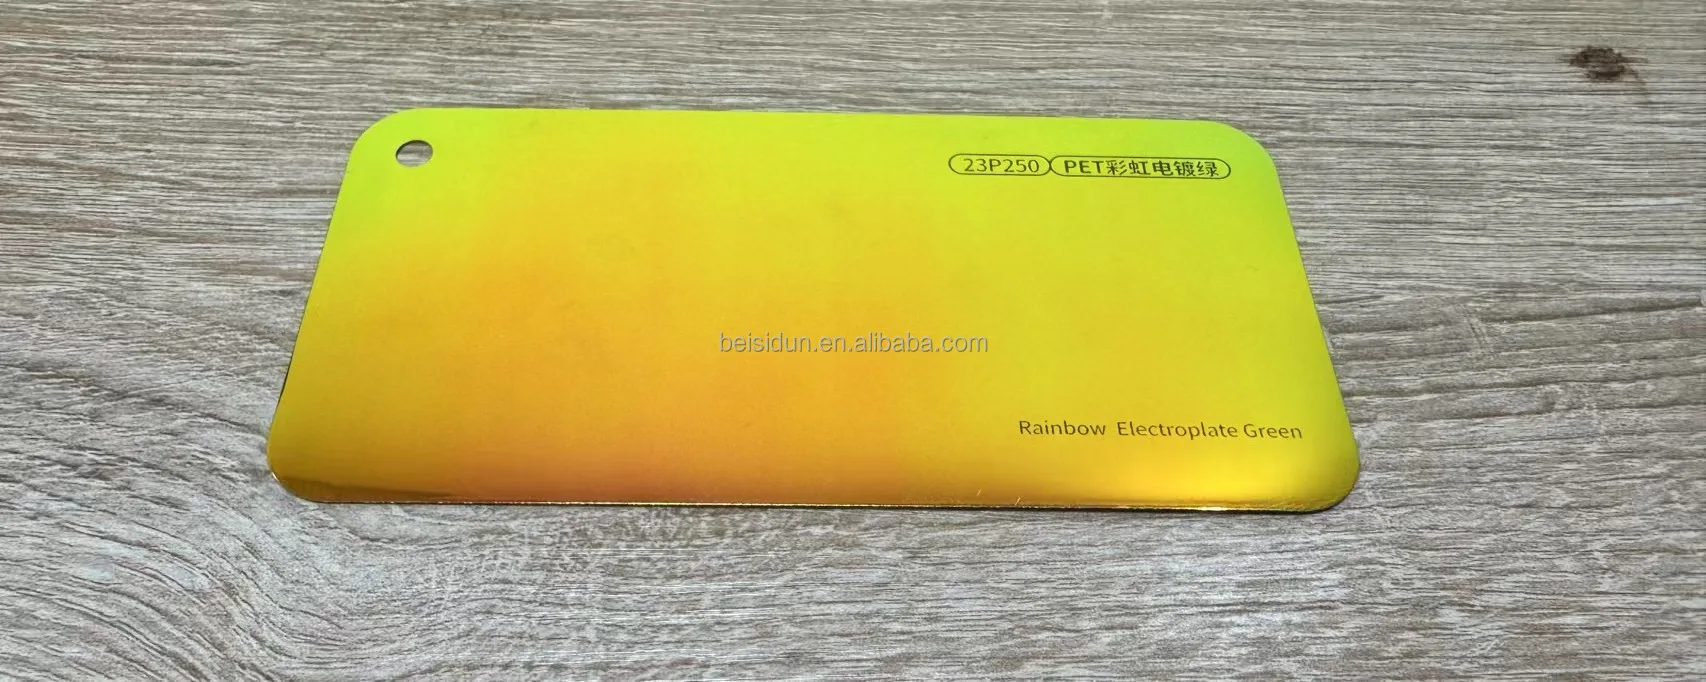 23P250 PET彩虹电镀绿
beisidun.en.alibaba.com
Rainbow Electroplate Green